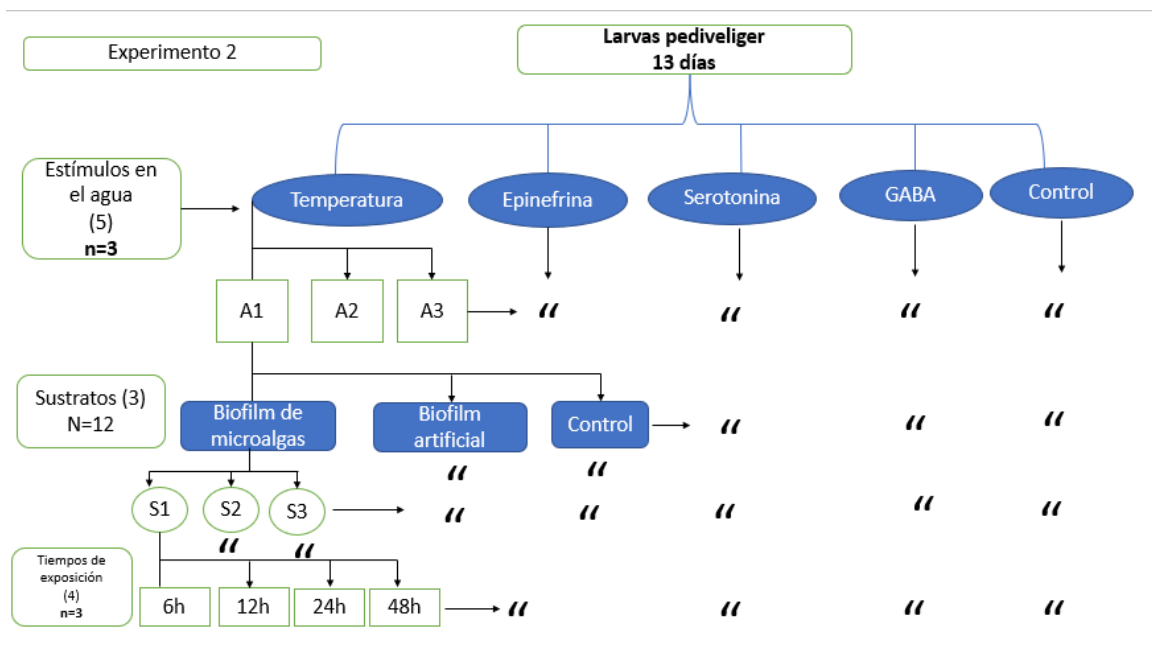 Experimento 2
Larvas pediveliger
13 días
Estímulos en
el agua
(5)
n=3
Temperatura
Epinefrina
Serotonina
GABA
Control
A1
A2
A3
“ “ “ “
Sustratos (3)
N=12
Biofilm de
microalgas
Biofilm
artificial
Control
“ “ “
“ “
S1
S2
S3
“ “ “ “ “
“ “
Tiempos de
exposición
(4)
n=3
6h
12h
24h
48h
“ “ “ “